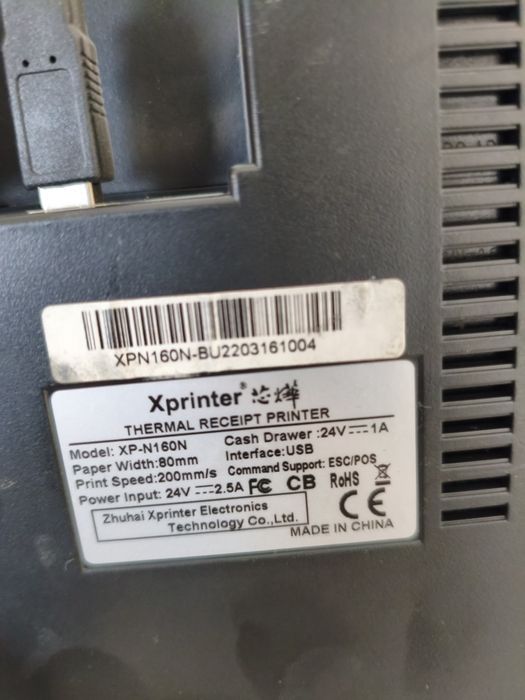 XPN160N-BU2203161004
Xprinter® 芯烨
THERMAL RECEIPT PRINTER
Model: XP-N160N Cash Drawer :24V⎓1A
Paper Width:80mm Interface:USB
Print Speed:200mm/s Command Support: ESC/POS
Power Input: 24V⎓2.5A FC CB RoHS
CE
Zhuhai Xprinter Electronics
Technology Co.,Ltd.
MADE IN CHINA